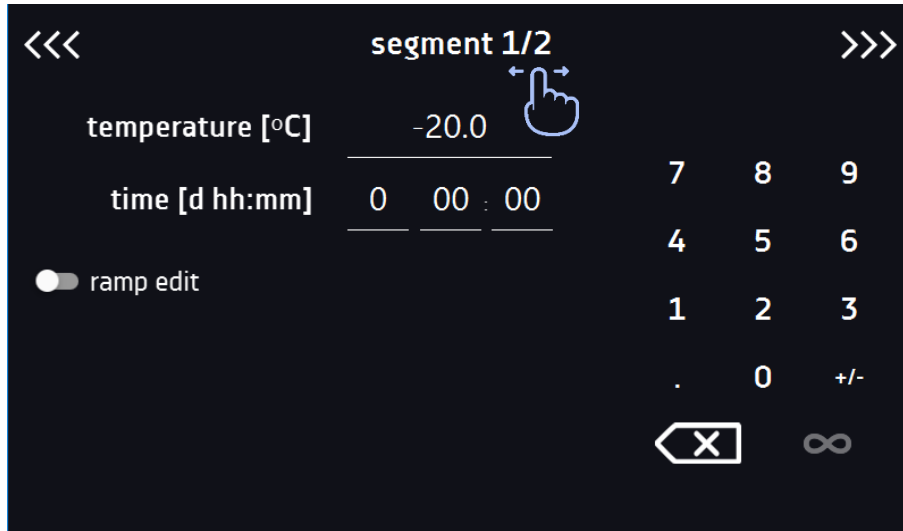 <<< segment 1/2 >>>
temperature [°C] -20.0
time [d hh:mm] 0 00 : 00
7 8 9
4 5 6
ramp edit
1 2 3
. 0 +/-
∞